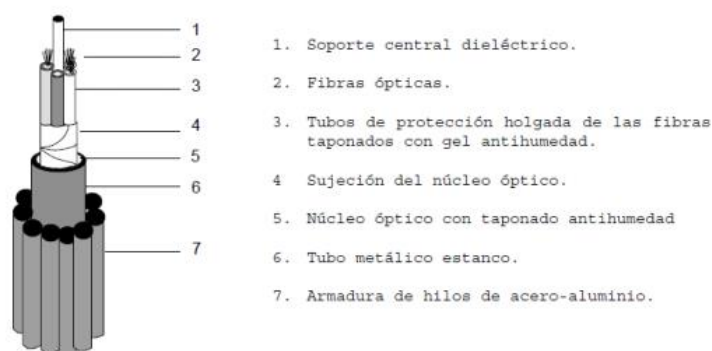 1
2
3
4
5
6
7
1. Soporte central dieléctrico.
2. Fibras ópticas.
3. Tubos de protección holgada de las fibras
taponados con gel antihumedad.
4 Sujeción del núcleo óptico.
5. Núcleo óptico con taponado antihumedad
6. Tubo metálico estanco.
7. Armadura de hilos de acero-aluminio.